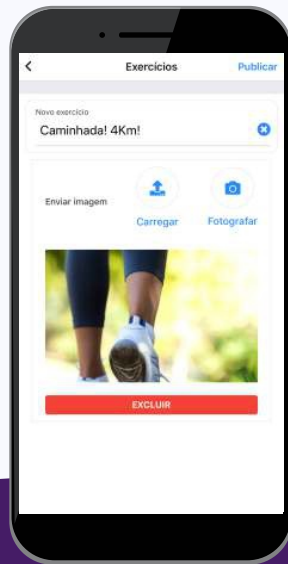 Exercícios Publicar
Novo exercício
Caminhada! 4Km!
Enviar imagem
Carregar Fotografar
EXCLUIR